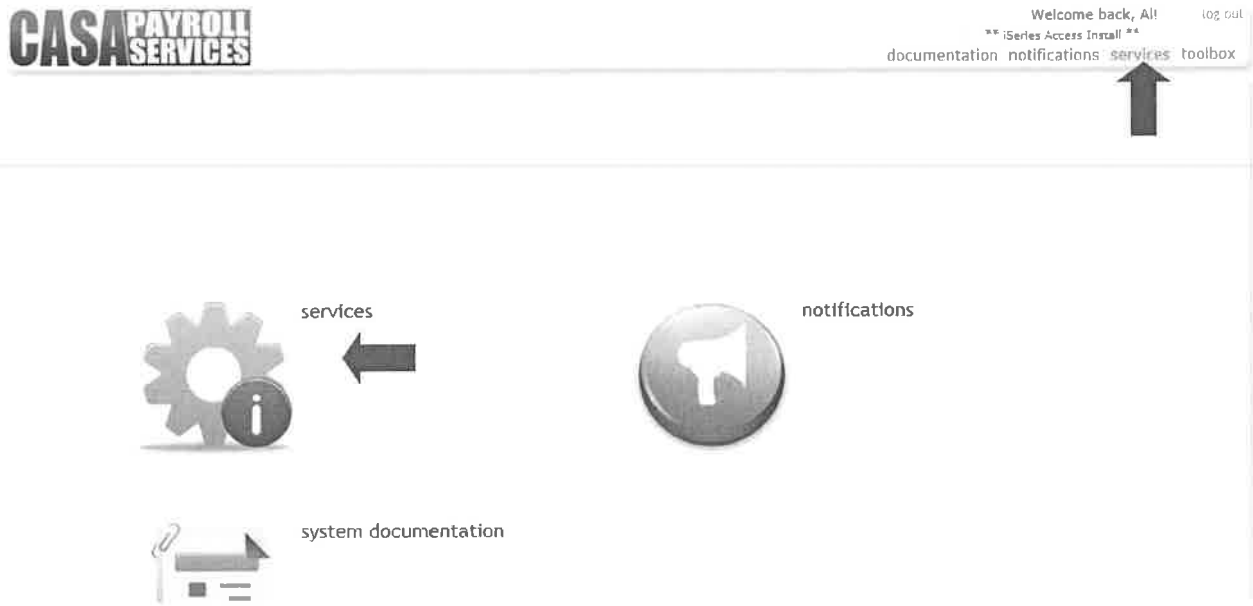 CASA PAYROLL SERVICES
Welcome back, Al! log out
** iSeries Access Install **
documentation notifications services toolbox
services
notifications
i
system documentation